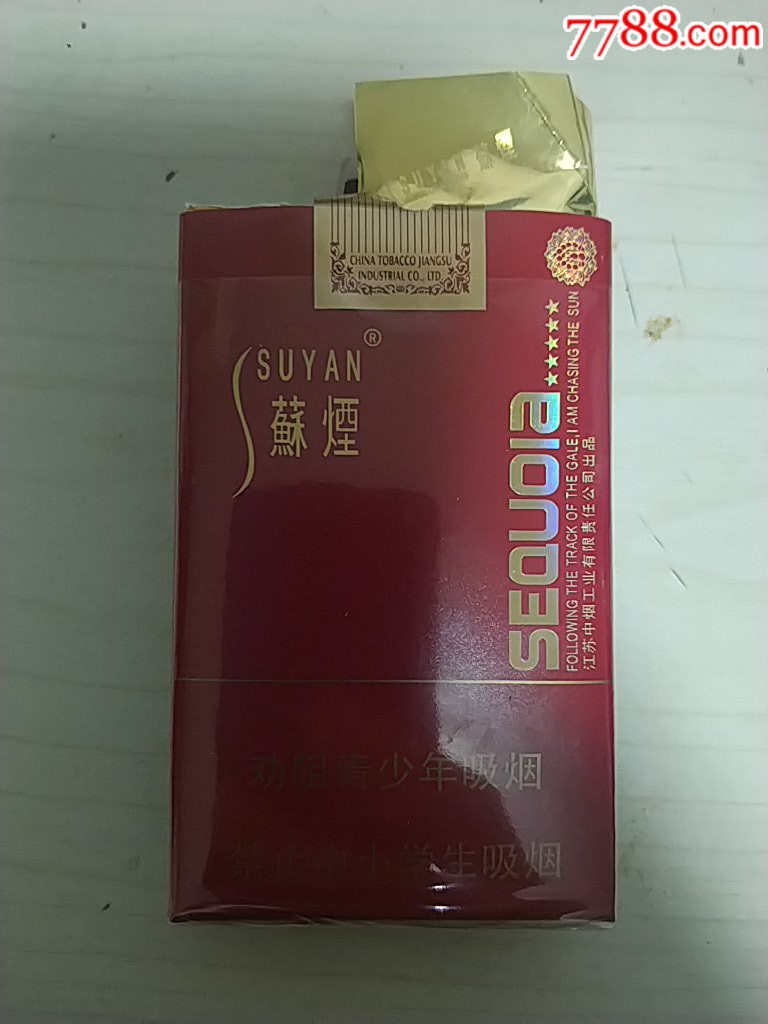 7788.com
SUYAN
CHINA TOBACCO JIANGSU
INDUSTRIAL CO., LTD.
SUYAN®
蘇煙
SEQUOIA★★★★★
FOLLOWING THE TRACK OF THE GALE,I AM CHASING THE SUN
江苏中烟工业有限责任公司出品
劝阻青少年吸烟
禁止中小学生吸烟